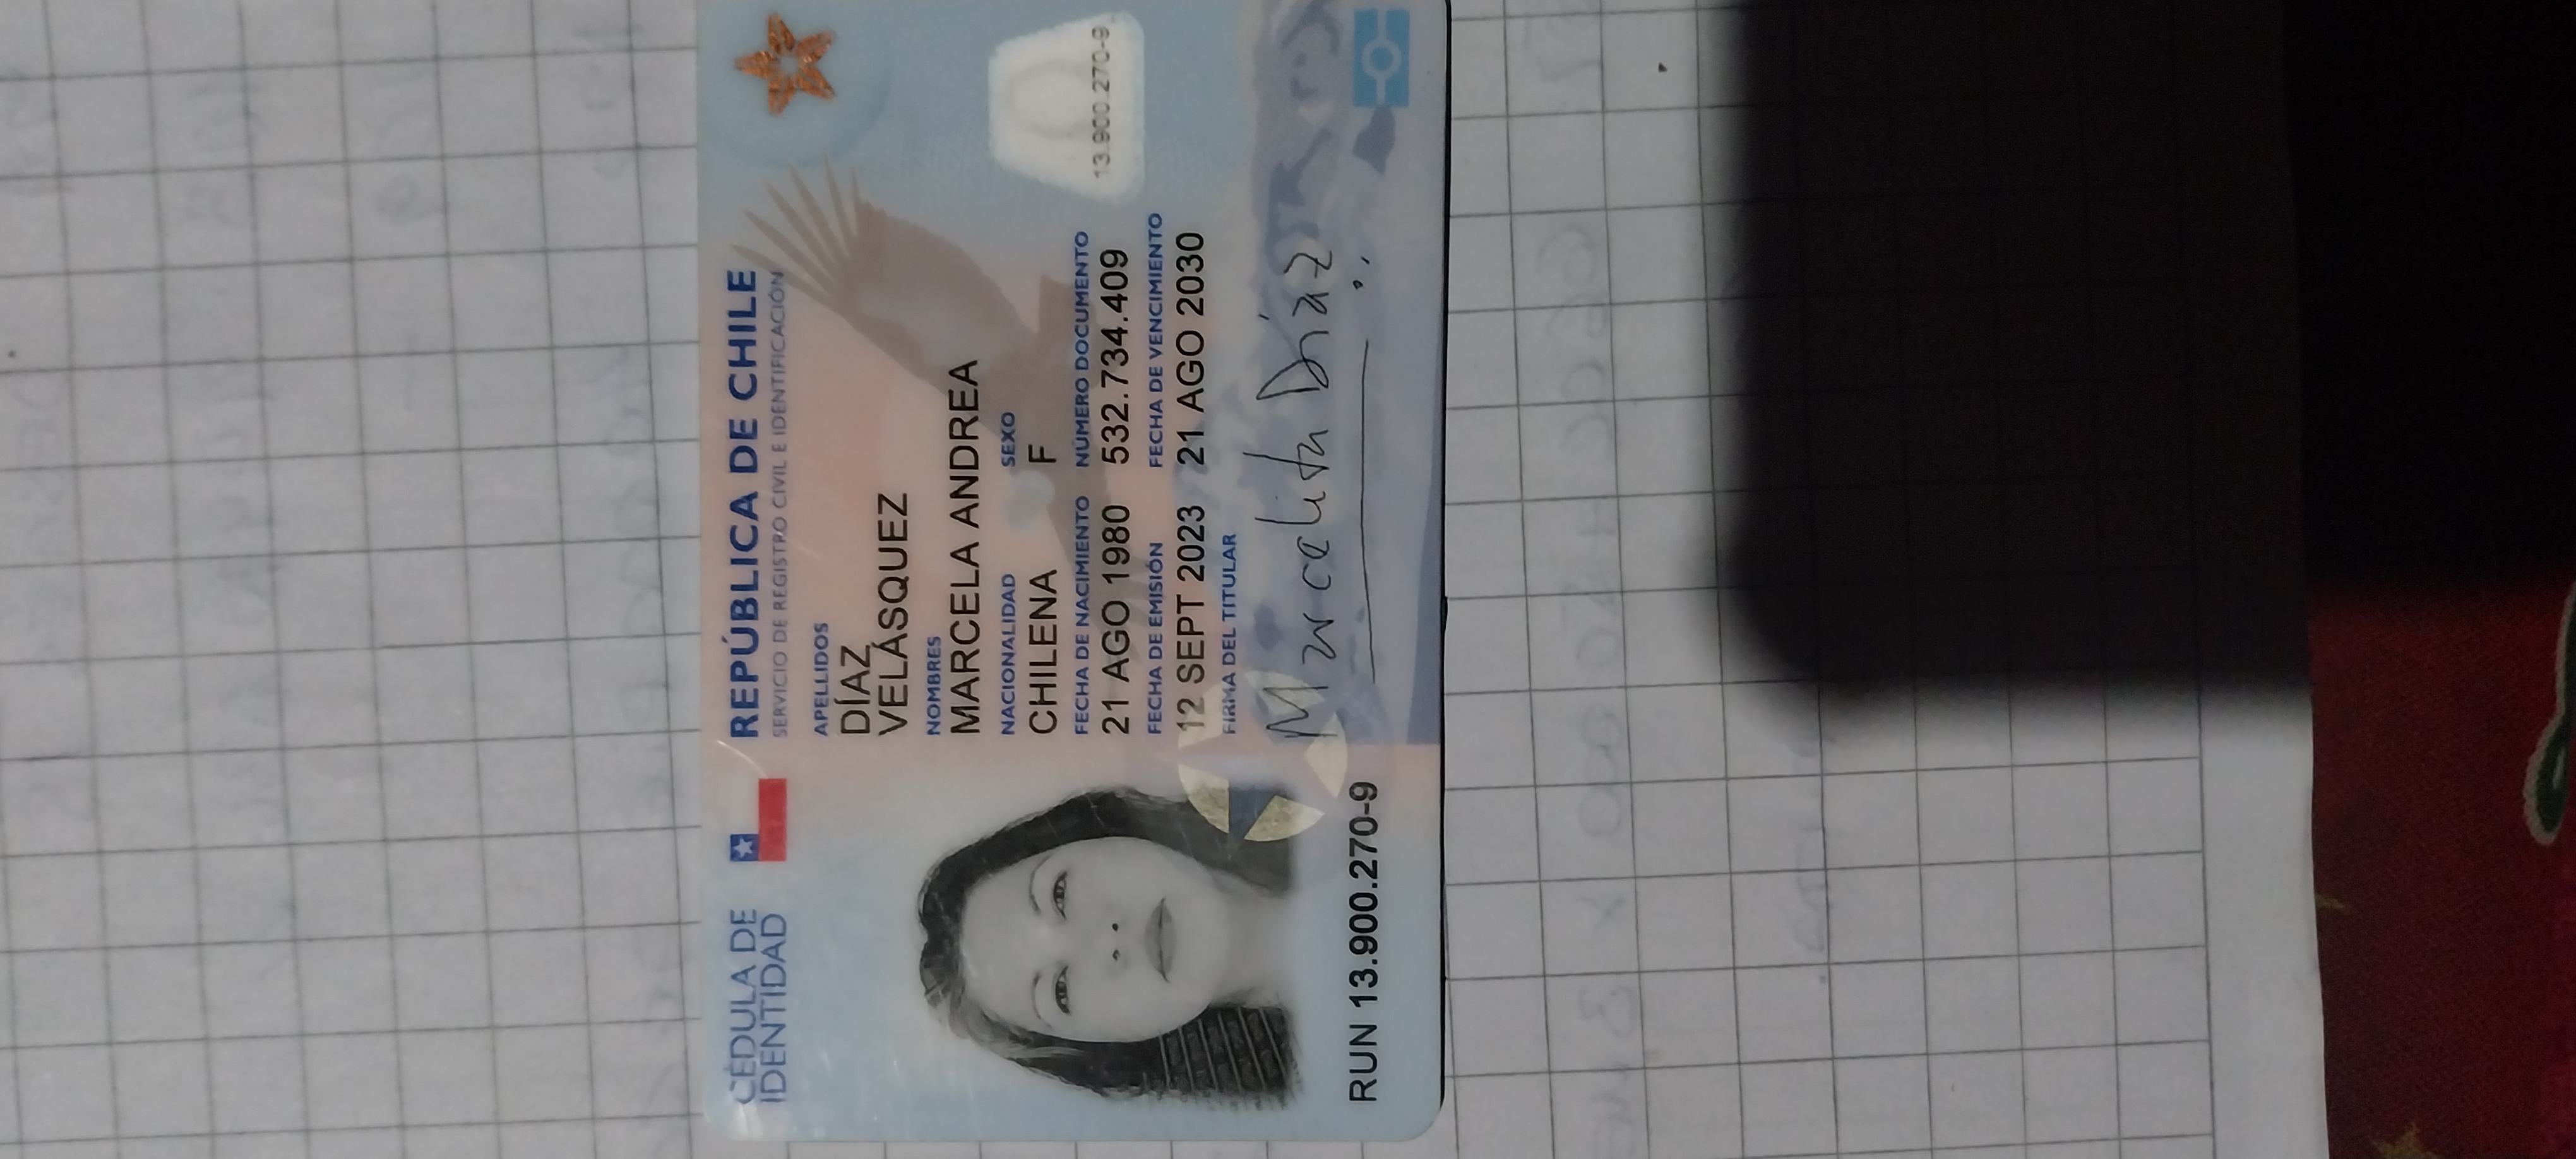 CÉDULA DE
IDENTIDAD
REPÚBLICA DE CHILE
SERVICIO DE REGISTRO CIVIL E IDENTIFICACIÓN
APELLIDOS
DÍAZ
VELÁSQUEZ
NOMBRES
MARCELA ANDREA
NACIONALIDAD SEXO
CHILENA F
FECHA DE NACIMIENTO NÚMERO DOCUMENTO
21 AGO 1980 532.734.409
13.900.270-9
FECHA DE EMISIÓN FECHA DE VENCIMIENTO
12 SEPT 2023 21 AGO 2030
FIRMA DEL TITULAR
Marcelita Díaz
RUN 13.900.270-9